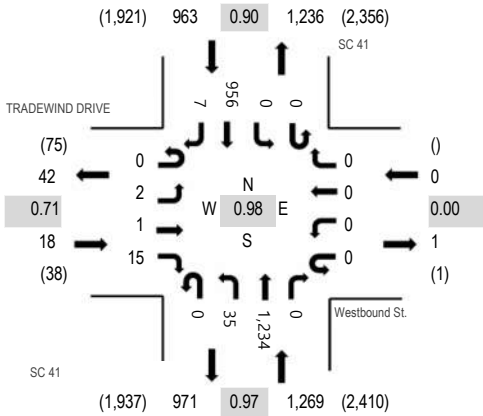 (1,921) 963 0.90 1,236 (2,356)
SC 41
7 956 0 0
TRADEWIND DRIVE
(75) 0 0 ()
42 2 0 0
0.71 1 N 0 0.00
W 0.98 E
S
18 15 0 1
(38) (1)
0 35 1,234 0
Westbound St.
SC 41
(1,937) 971 0.97 1,269 (2,410)